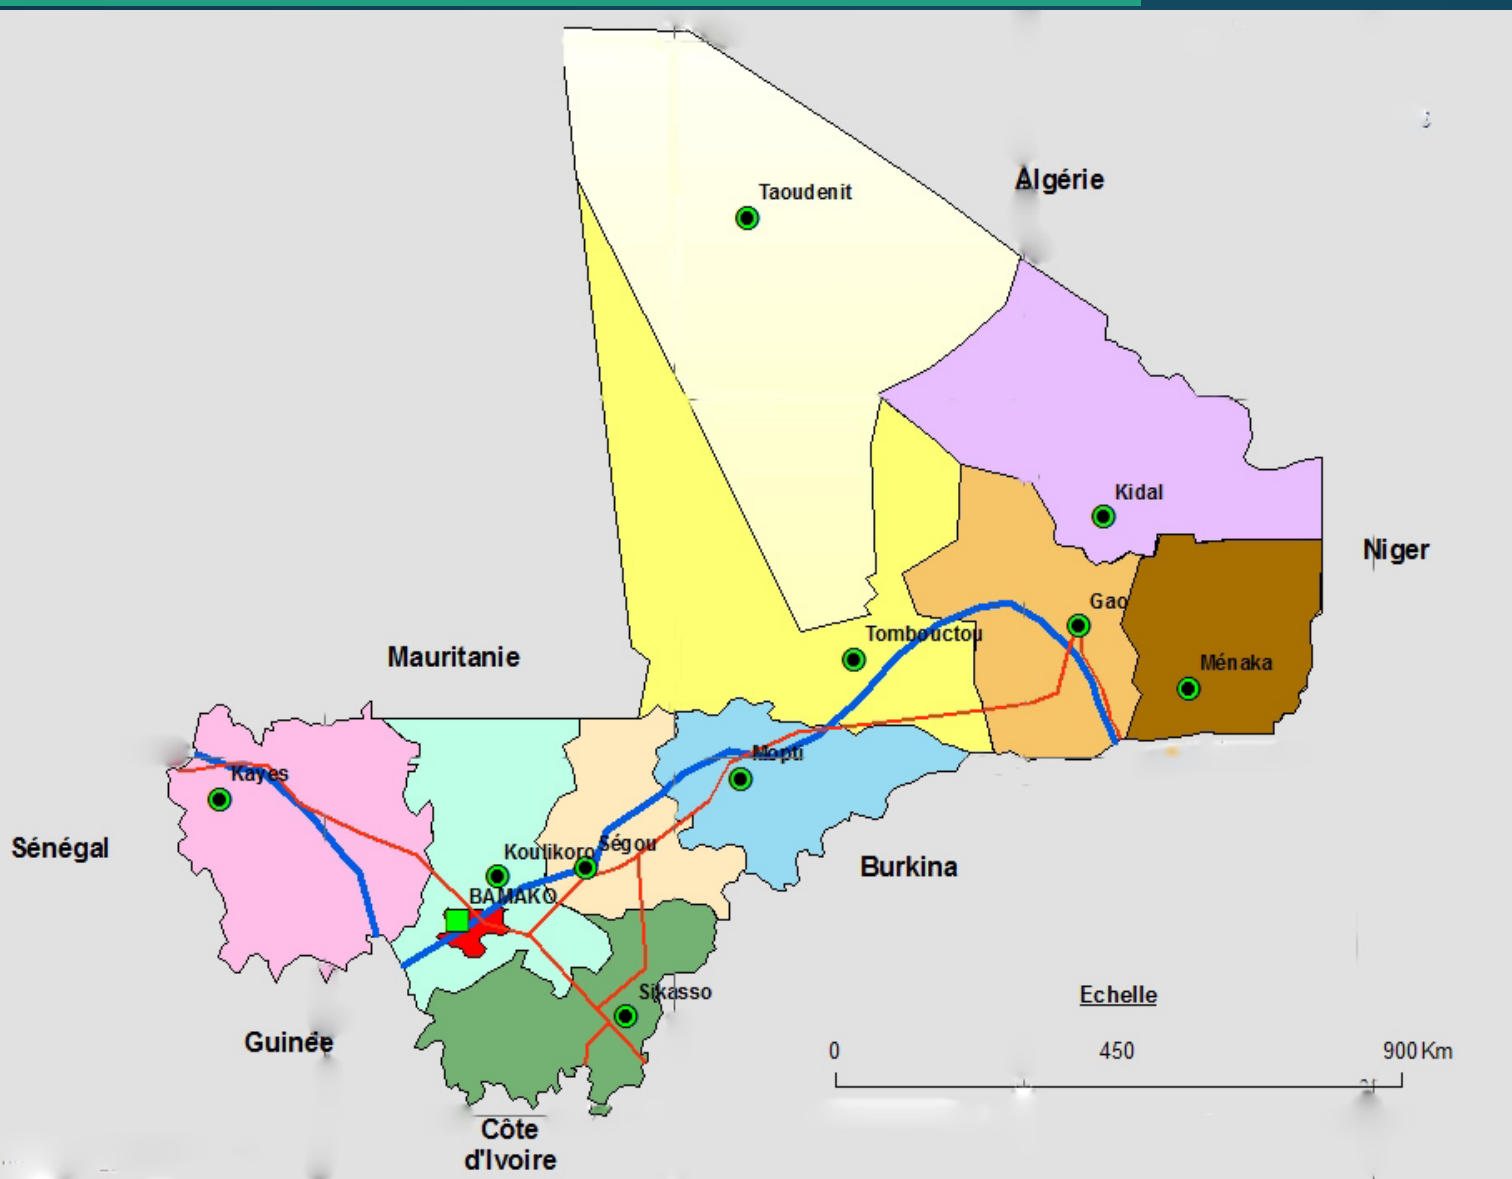 Algérie
Taoudenit
Kidal
Niger
Gao
Tombouctou
Mauritanie
Ménaka
Mopti
Kayes
Sénégal
Koulikoro
Ségou
Burkina
BAMAKO
Sikasso
Echelle
Guinée
0 450 900 Km
Côte
d'Ivoire